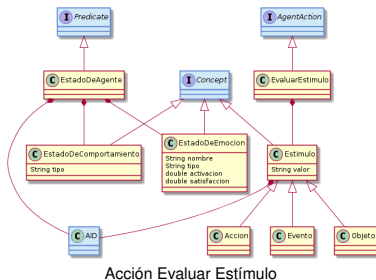 I Predicate
I AgentAction
C EstadoDeAgente
I Concept
C EvaluarEstimulo
C EstadoDeComportamiento
String tipo
C EstadoDeEmocion
String nombre
String tipo
double activacion
double satisfaccion
C Estimulo
String valor
C AID
C Accion
C Evento
C Objeto
Acción Evaluar Estímulo